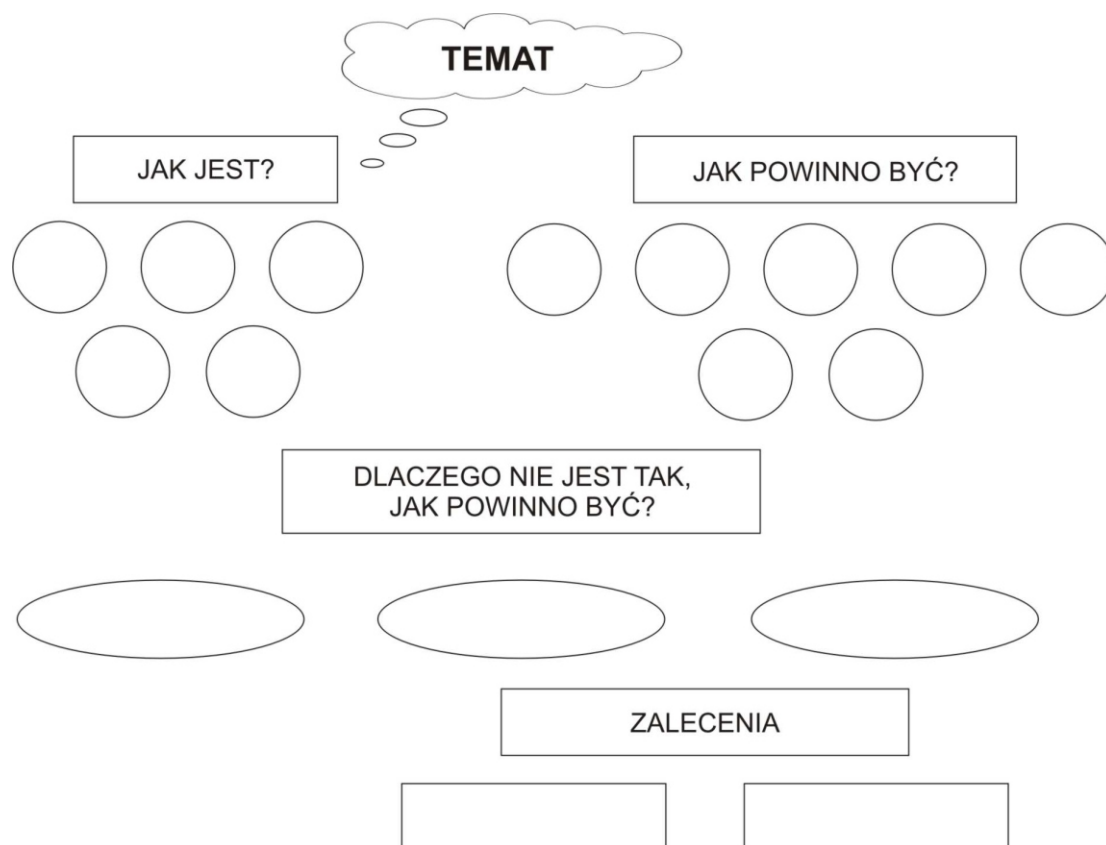 TEMAT
JAK JEST?
JAK POWINNO BYĆ?
DLACZEGO NIE JEST TAK,
JAK POWINNO BYĆ?
ZALECENIA